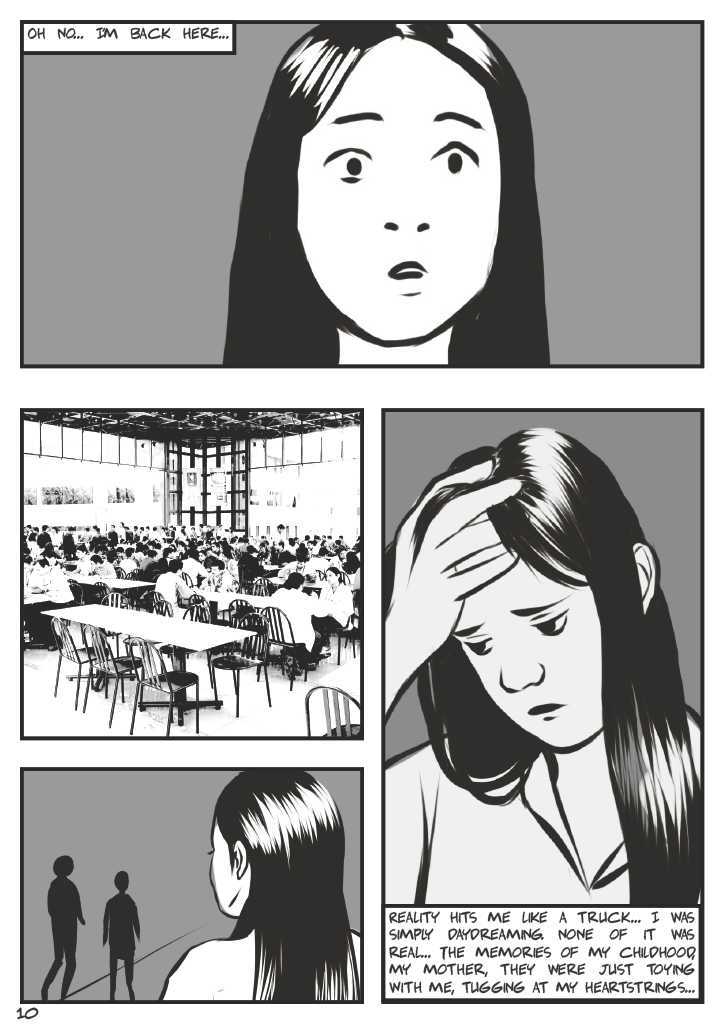 OH NO... I'M BACK HERE...
REALITY HITS ME LIKE A TRUCK... I WAS
SIMPLY DAYDREAMING. NONE OF IT WAS
REAL... THE MEMORIES OF MY CHILDHOOD,
MY MOTHER, THEY WERE JUST TOYING
WITH ME, TUGGING AT MY HEARTSTRINGS...
10